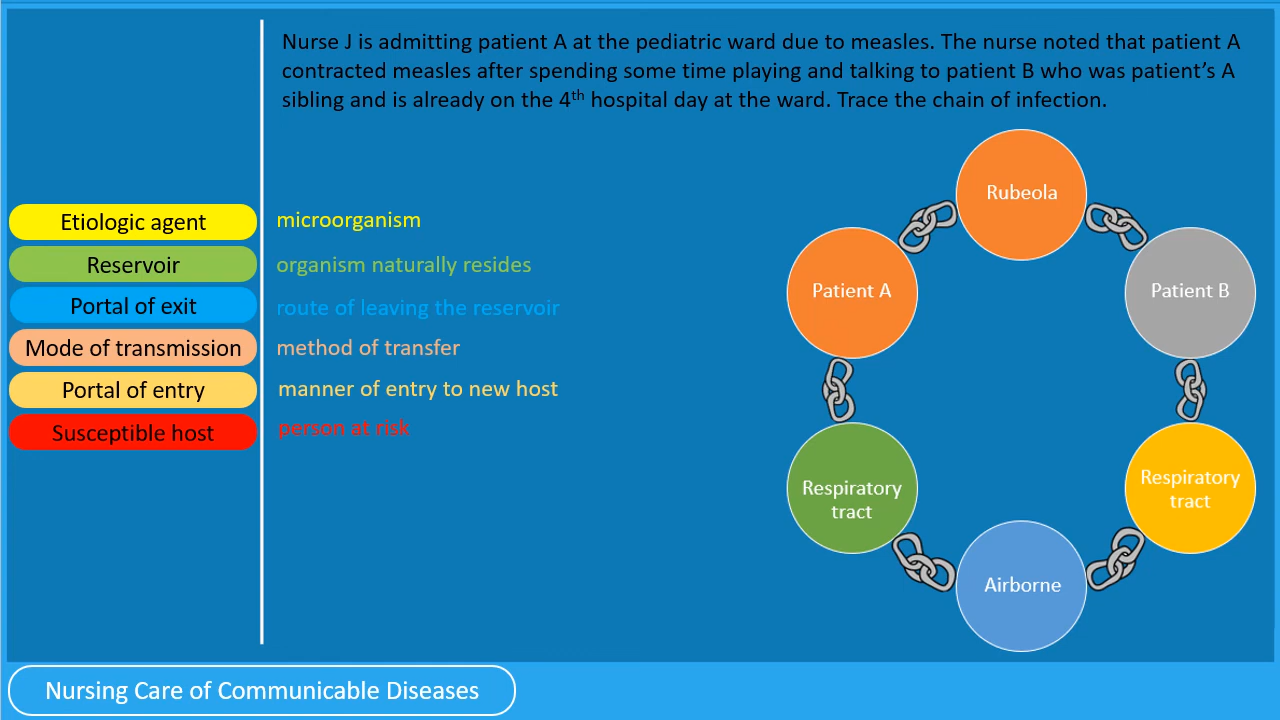 Nurse J is admitting patient A at the pediatric ward due to measles. The nurse noted that patient A
contracted measles after spending some time playing and talking to patient B who was patient's A
sibling and is already on the 4th hospital day at the ward. Trace the chain of infection.
Etiologic agent
microorganism
Reservoir
organism naturally resides
Portal of exit
route of leaving the reservoir
Mode of transmission
method of transfer
Portal of entry
manner of entry to new host
Susceptible host
person at risk
Rubeola
Patient B
Respiratory
tract
Airborne
Respiratory
tract
Patient A
Nursing Care of Communicable Diseases